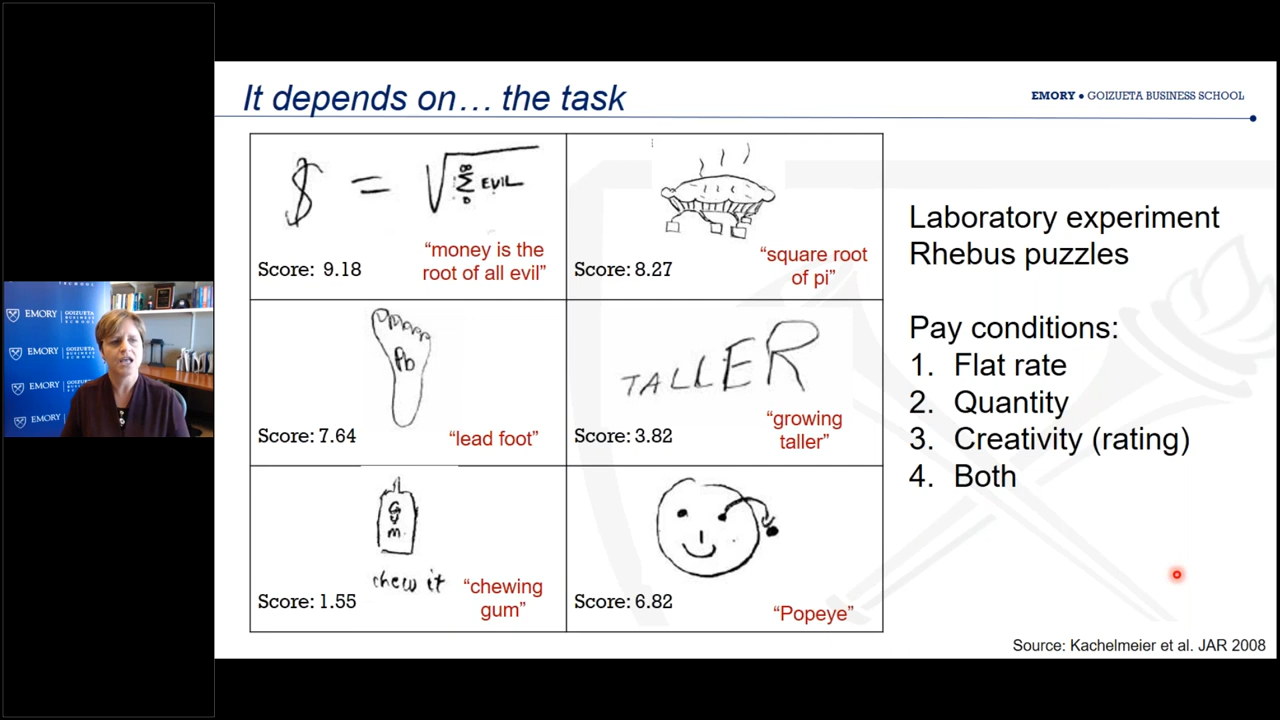 It depends on… the task
EMORY • GOIZUETA BUSINESS SCHOOL
$ = √ ∞
Σ EVIL
0
"money is the
root of all evil"
Score: 9.18
"square root
of pi"
Score: 8.27
Pb
Score: 7.64
"lead foot"
TALLER
"growing
taller"
Score: 3.82
GUM
chew it
"chewing
gum"
Score: 1.55
Score: 6.82
"Popeye"
Laboratory experiment
Rhebus puzzles
Pay conditions:
1. Flat rate
2. Quantity
3. Creativity (rating)
4. Both
Source: Kachelmeier et al. JAR 2008
EMORY
GOIZUETA
BUSINESS
SCHOOL
EMORY
EMORY
EMORY